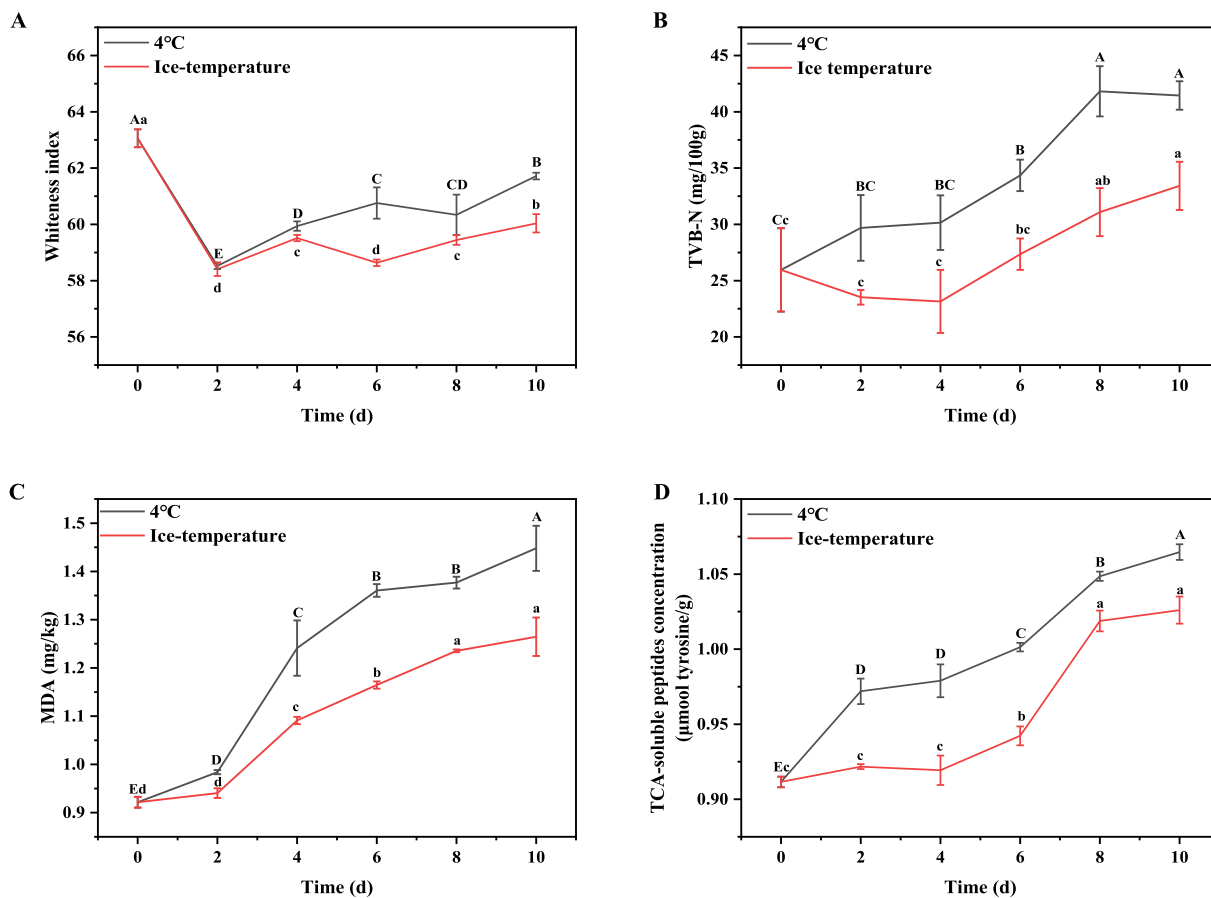 A
4°C
Ice-temperature
Whiteness index
66
64
62
60
58
56
Aa
E
d
D
c
C
d
CD
c
B
b
0 2 4 6 8 10
Time (d)
B
4°C
Ice temperature
TVB-N (mg/100g)
45
40
35
30
25
20
Cc
BC
c
BC
c
B
bc
A
ab
A
a
0 2 4 6 8 10
Time (d)
C
4°C
Ice-temperature
MDA (mg/kg)
1.5
1.4
1.3
1.2
1.1
1.0
0.9
Ed
D
d
C
c
B
b
B
a
A
a
0 2 4 6 8 10
Time (d)
D
4°C
Ice-temperature
TCA-soluble peptides concentration
(μmool tyrosine/g)
1.10
1.05
1.00
0.95
0.90
Ec
D
c
D
c
C
b
B
a
A
a
0 2 4 6 8 10
Time (d)